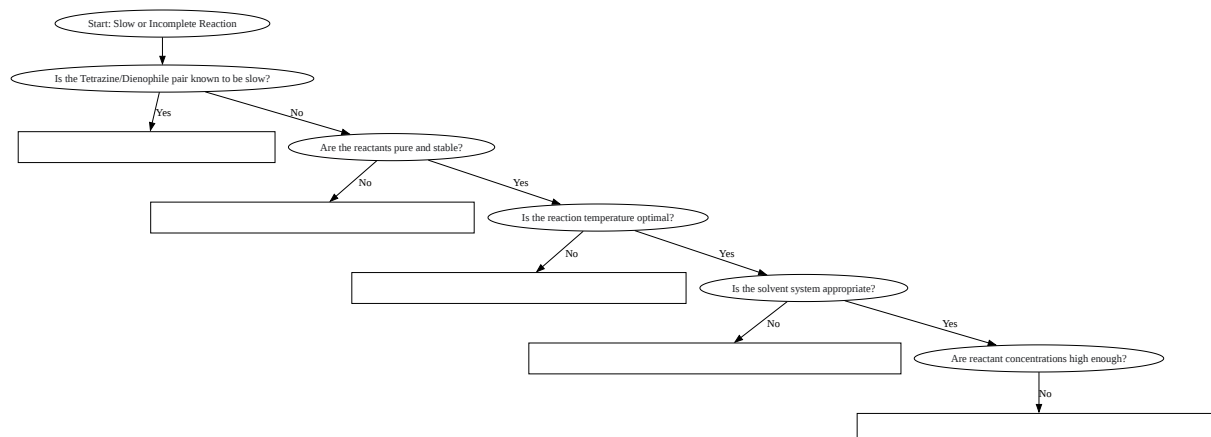 Start: Slow or Incomplete Reaction
Is the Tetrazine/Dienophile pair known to be slow?
Yes
No
Are the reactants pure and stable?
No
Yes
Is the reaction temperature optimal?
No
Yes
Is the solvent system appropriate?
No
Yes
Are reactant concentrations high enough?
No